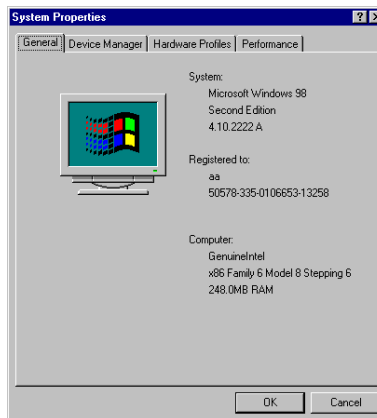 System Properties
General Device Manager Hardware Profiles Performance
System:
Microsoft Windows 98
Second Edition
4.10.2222 A
Registered to:
aa
50578-335-0106653-13258
Computer:
GenuineIntel
x86 Family 6 Model 8 Stepping 6
248.0MB RAM
OK Cancel